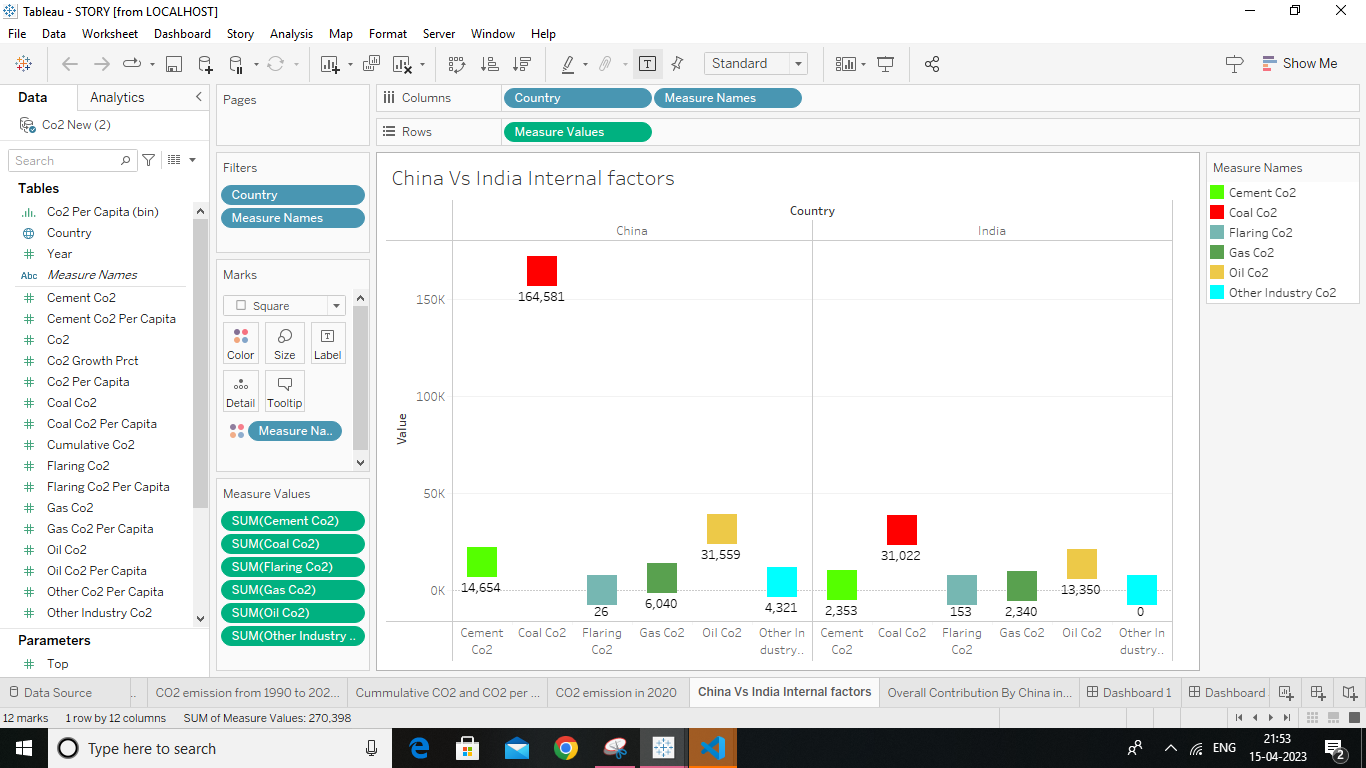 Tableau - STORY [from LOCALHOST]
File Data Worksheet Dashboard Story Analysis Map Format Server Window Help
Standard
Show Me
Data Analytics
Co2 New (2)
Search
Tables
Co2 Per Capita (bin)
Country
Year
Abc Measure Names
Cement Co2
Cement Co2 Per Capita
Co2
Co2 Growth Prct
Co2 Per Capita
Coal Co2
Coal Co2 Per Capita
Cumulative Co2
Flaring Co2
Flaring Co2 Per Capita
Gas Co2
Gas Co2 Per Capita
Oil Co2
Oil Co2 Per Capita
Other Co2 Per Capita
Other Industry Co2
Parameters
Top
Pages
Filters
Country
Measure Names
Marks
Square
Color Size Label
Detail Tooltip
Measure Na..
Measure Values
SUM(Cement Co2)
SUM(Coal Co2)
SUM(Flaring Co2)
SUM(Gas Co2)
SUM(Oil Co2)
SUM(Other Industry ..
Columns Country Measure Names
Rows Measure Values
China Vs India Internal factors
Country
China India
Value
150K
100K
50K
0K
164,581
14,654
26
6,040
31,559
4,321
2,353
31,022
153
2,340
13,350
0
Cement Co2
Coal Co2
Flaring Co2
Gas Co2
Oil Co2
Other In
dustry..
Cement Co2
Coal Co2
Flaring Co2
Gas Co2
Oil Co2
Other In
dustry..
Measure Names
Cement Co2
Coal Co2
Flaring Co2
Gas Co2
Oil Co2
Other Industry Co2
Data Source .. CO2 emission from 1990 to 202... Cummulative CO2 and CO2 per ... CO2 emission in 2020 China Vs India Internal factors Overall Contribution By China in... Dashboard 1 Dashboard
12 marks 1 row by 12 columns SUM of Measure Values: 270,398
Type here to search
ENG
21:53
15-04-2023
2